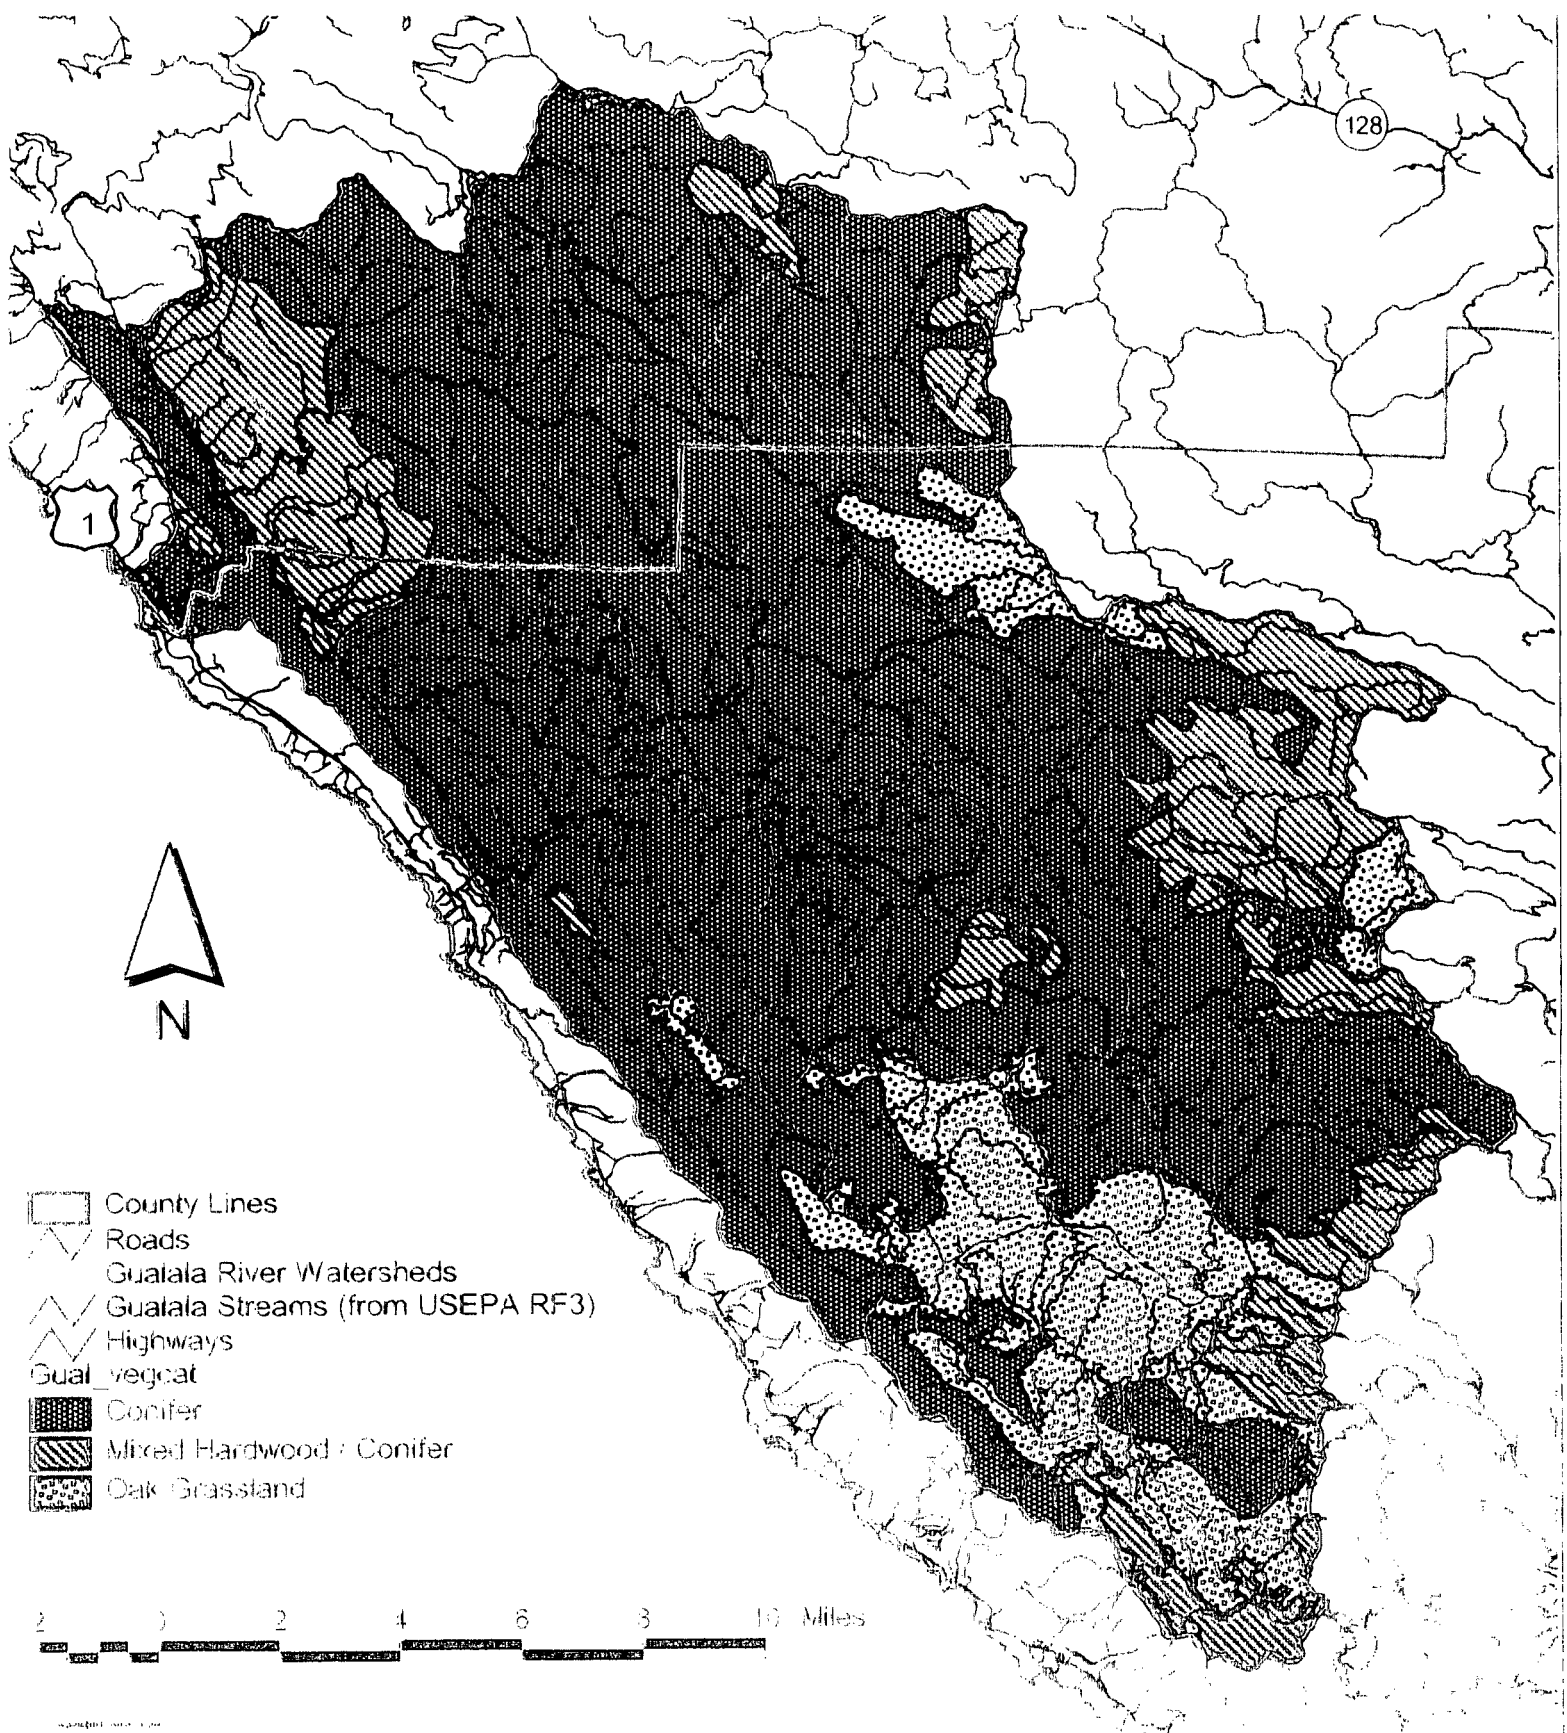 128
1
N
County Lines
Roads
Gualala River Watersheds
Gualala Streams (from USEPA RF3)
Highways
Gual_vegcat
Conifer
Mixed Hardwood / Conifer
Oak Grassland
2 0 2 4 6 8 10 Miles